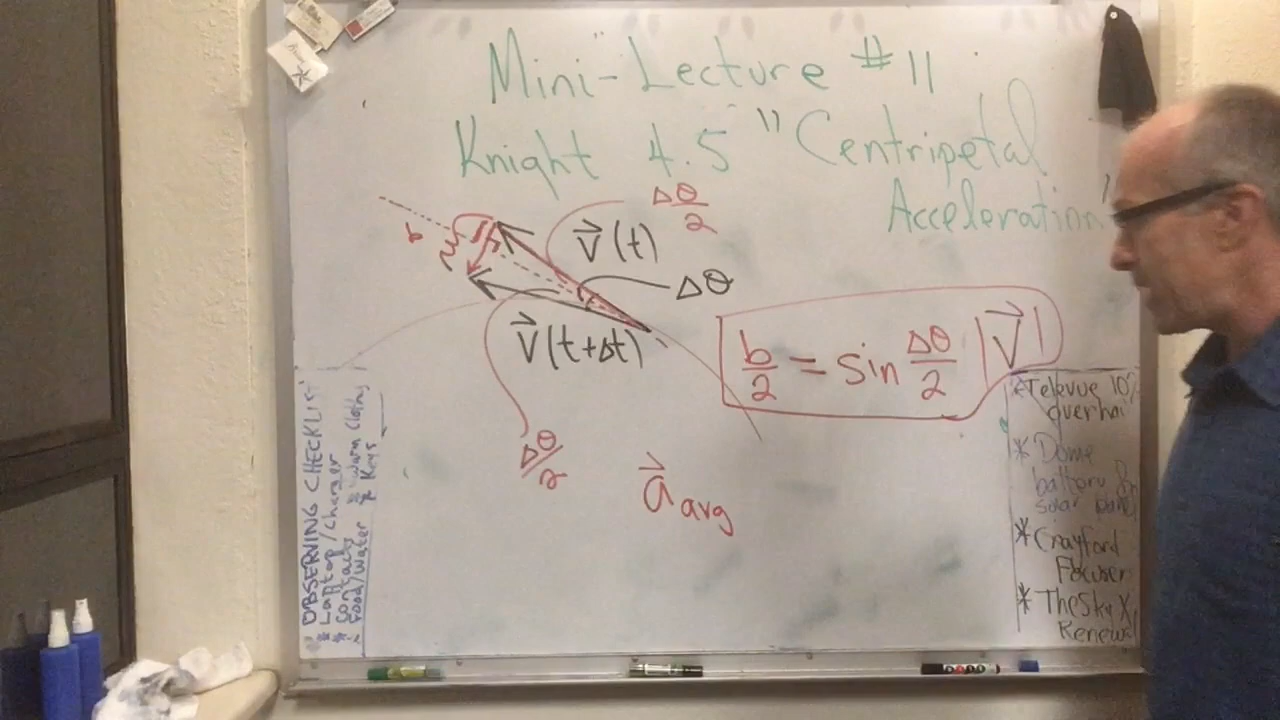 Mini-Lecture #11
Knight 4.5 "Centripetal
Acceleration"
Δθ/2
b
V(t)
Δθ
V(t+Δt)
b/2 = sin Δθ/2 |V|
Δθ/2
a avg
OBSERVING CHECKLIST
* Laptop/Charger
* Contacts
* Food/Water
* Warm Clothes
* Keys
* Televue 10%
overhaul
* Dome
battery &
solar panel
* Crayford
Focuser
* TheSkyX
Renewal